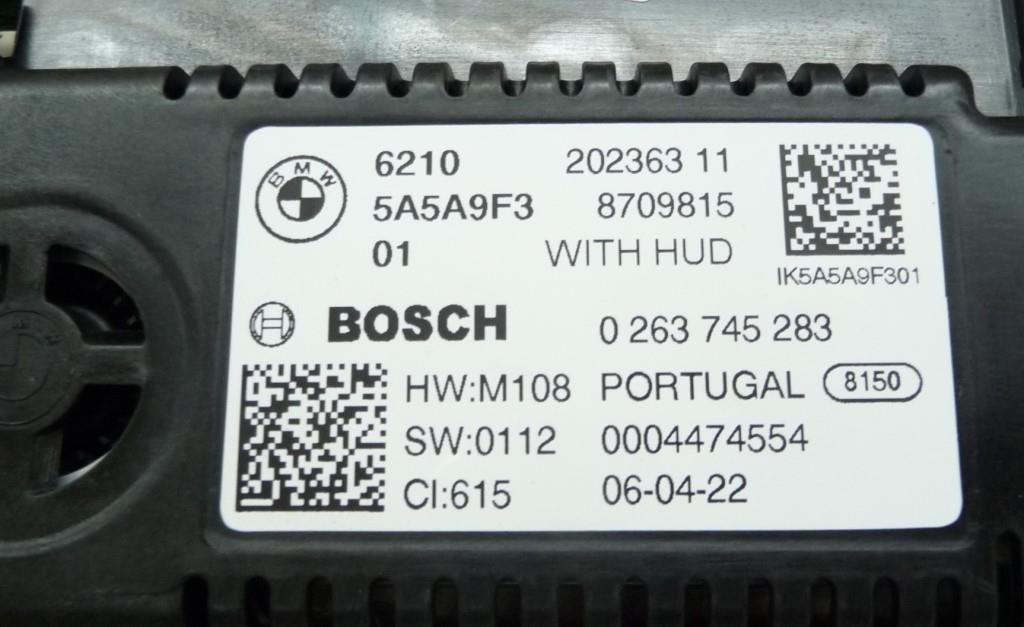 BMW 6210 202363 11
5A5A9F3 8709815
01 WITH HUD
IK5A5A9F301
BOSCH 0 263 745 283
HW:M108 PORTUGAL 8150
SW:0112 0004474554
CI:615 06-04-22